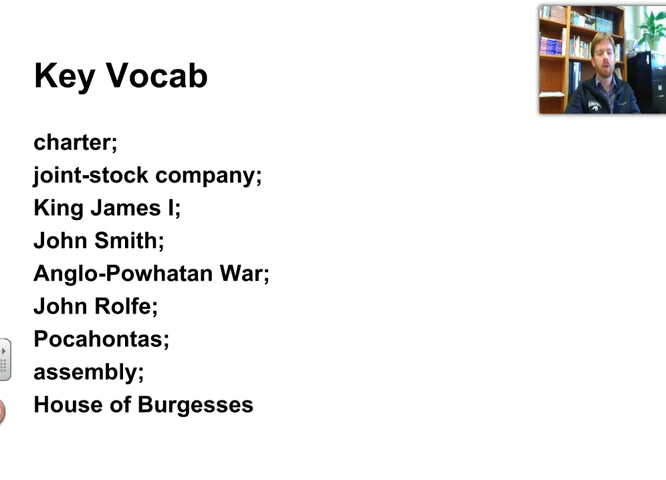 Key Vocab
charter;
joint-stock company;
King James I;
John Smith;
Anglo-Powhatan War;
John Rolfe;
Pocahontas;
assembly;
House of Burgesses